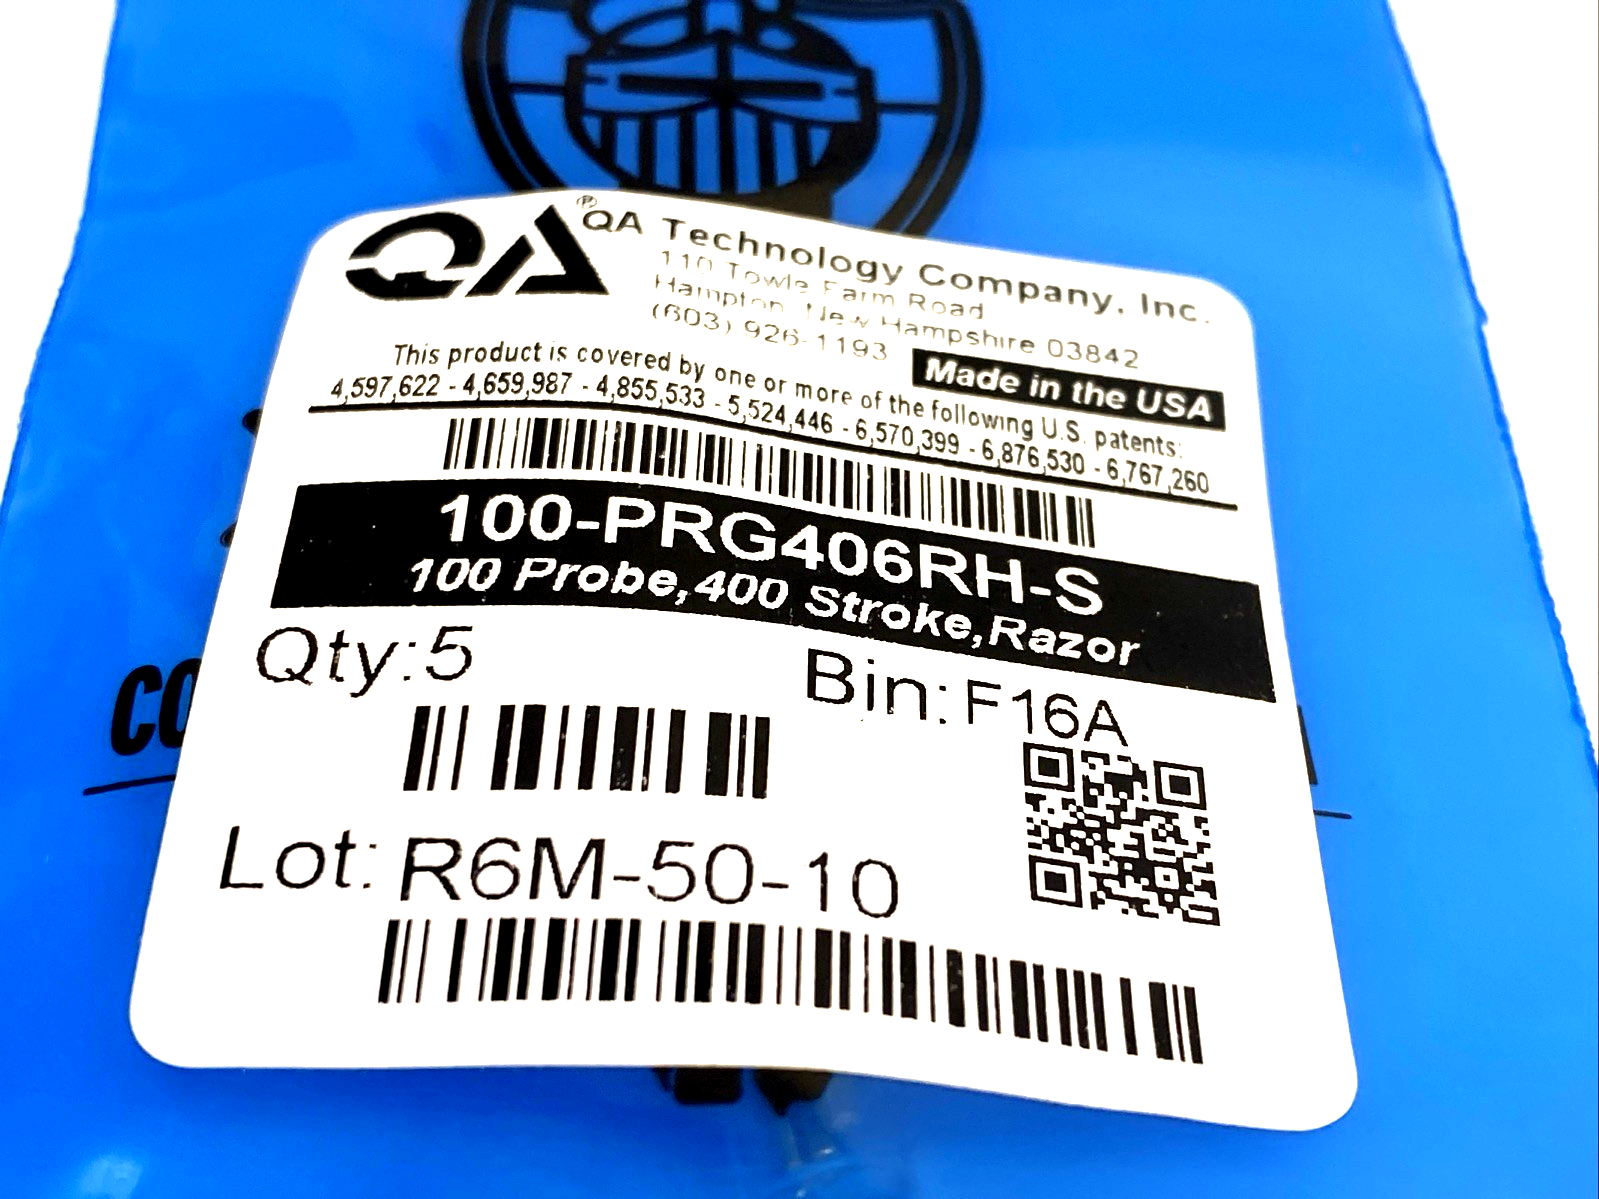 QA®
QA Technology Company, Inc.
110 Towle Farm Road
Hampton, New Hampshire 03842
(603) 926-1193
Made in the USA
This product is covered by one or more of the following U.S. patents:
4,597,622 - 4,659,987 - 4,855,533 - 5,524,446 - 6,570,399 - 6,876,530 - 6,767,260
100-PRG406RH-S
100 Probe,400 Stroke,Razor
Qty:5
Bin:F16A
Lot: R6M-50-10